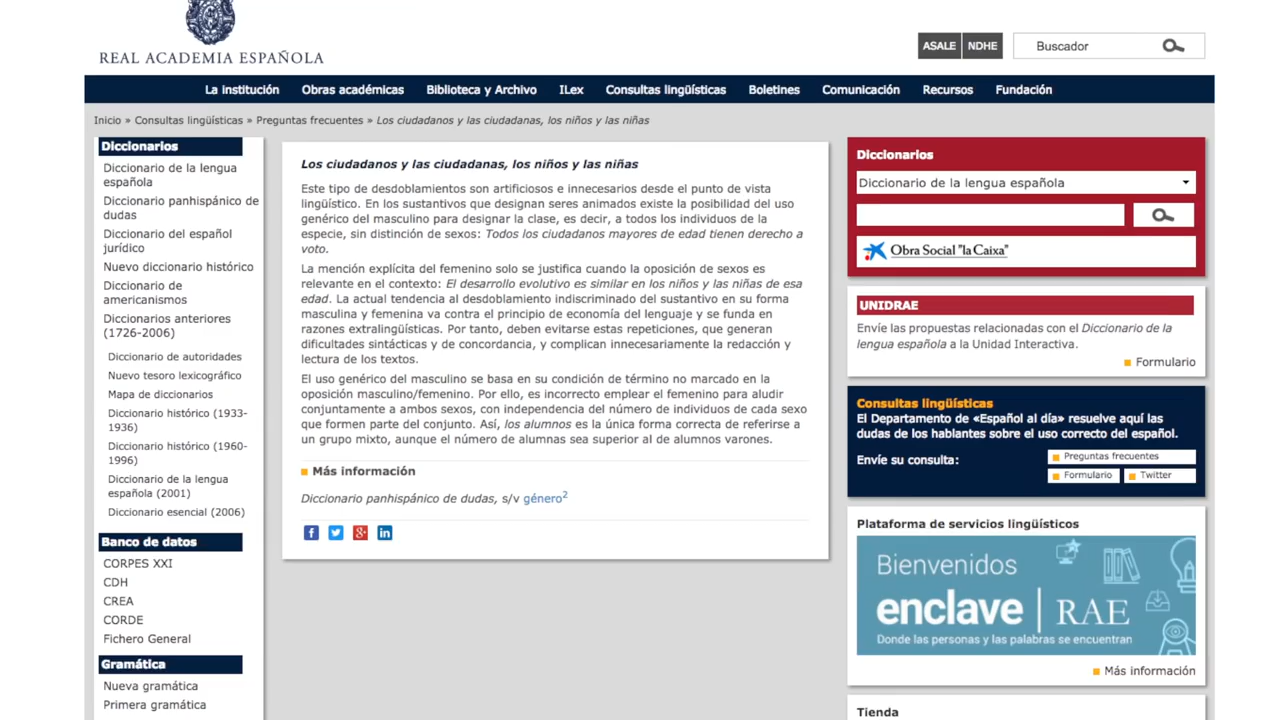 REAL ACADEMIA ESPAÑOLA
ASALE
NDHE
Buscador
La institución
Obras académicas
Biblioteca y Archivo
ILex
Consultas lingüísticas
Boletines
Comunicación
Recursos
Fundación
Inicio » Consultas lingüísticas » Preguntas frecuentes » Los ciudadanos y las ciudadanas, los niños y las niñas
Diccionarios
Diccionario de la lengua
española
Diccionario panhispánico de
dudas
Diccionario del español
jurídico
Nuevo diccionario histórico
Diccionario de
americanismos
Diccionarios anteriores
(1726-2006)
Diccionario de autoridades
Nuevo tesoro lexicográfico
Mapa de diccionarios
Diccionario histórico (1933-
1936)
Diccionario histórico (1960-
1996)
Diccionario de la lengua
española (2001)
Diccionario esencial (2006)
Banco de datos
CORPES XXI
CDH
CREA
CORDE
Fichero General
Gramática
Nueva gramática
Primera gramática
Los ciudadanos y las ciudadanas, los niños y las niñas
Este tipo de desdoblamientos son artificiosos e innecesarios desde el punto de vista
lingüístico. En los sustantivos que designan seres animados existe la posibilidad del uso
genérico del masculino para designar la clase, es decir, a todos los individuos de la
especie, sin distinción de sexos: Todos los ciudadanos mayores de edad tienen derecho a
voto.
La mención explícita del femenino solo se justifica cuando la oposición de sexos es
relevante en el contexto: El desarrollo evolutivo es similar en los niños y las niñas de esa
edad. La actual tendencia al desdoblamiento indiscriminado del sustantivo en su forma
masculina y femenina va contra el principio de economía del lenguaje y se funda en
razones extralingüísticas. Por tanto, deben evitarse estas repeticiones, que generan
dificultades sintácticas y de concordancia, y complican innecesariamente la redacción y
lectura de los textos.
El uso genérico del masculino se basa en su condición de término no marcado en la
oposición masculino/femenino. Por ello, es incorrecto emplear el femenino para aludir
conjuntamente a ambos sexos, con independencia del número de individuos de cada sexo
que formen parte del conjunto. Así, los alumnos es la única forma correcta de referirse a
un grupo mixto, aunque el número de alumnas sea superior al de alumnos varones.
Más información
Diccionario panhispánico de dudas, s/v género2
Diccionarios
Diccionario de la lengua española
Obra Social "la Caixa"
UNIDRAE
Envíe las propuestas relacionadas con el Diccionario de la
lengua española a la Unidad Interactiva.
Formulario
Consultas lingüísticas
El Departamento de «Español al día» resuelve aquí las
dudas de los hablantes sobre el uso correcto del español.
Envíe su consulta:
Preguntas frecuentes
Formulario
Twitter
Plataforma de servicios lingüísticos
Bienvenidos
enclave | RAE
Donde las personas y las palabras se encuentran
Más información
Tienda